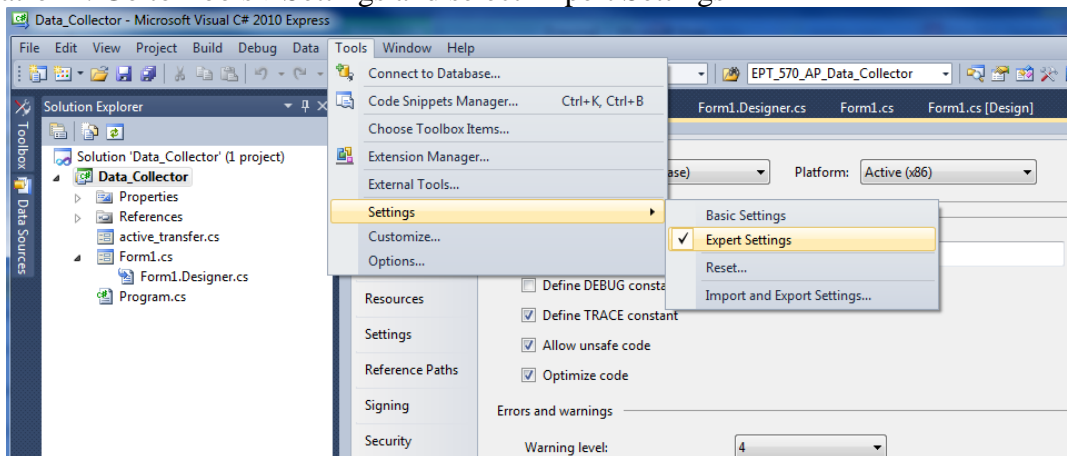 Data_Collector - Microsoft Visual C# 2010 Express
File Edit View Project Build Debug Data Tools Window Help
EPT_570_AP_Data_Collector
Connect to Database...
Code Snippets Manager... Ctrl+K, Ctrl+B
Choose Toolbox Items...
Extension Manager...
External Tools...
Settings
Customize...
Options...
Basic Settings
Expert Settings
Reset...
Import and Export Settings...
Toolbox
Data Sources
Solution Explorer
Solution 'Data_Collector' (1 project)
Data_Collector
Properties
References
active_transfer.cs
Form1.cs
Form1.Designer.cs
Program.cs
Form1.Designer.cs Form1.cs Form1.cs [Design]
ase) Platform: Active (x86)
Resources
Settings
Reference Paths
Signing
Security
Define DEBUG consta
Define TRACE constant
Allow unsafe code
Optimize code
Errors and warnings
Warning level: 4